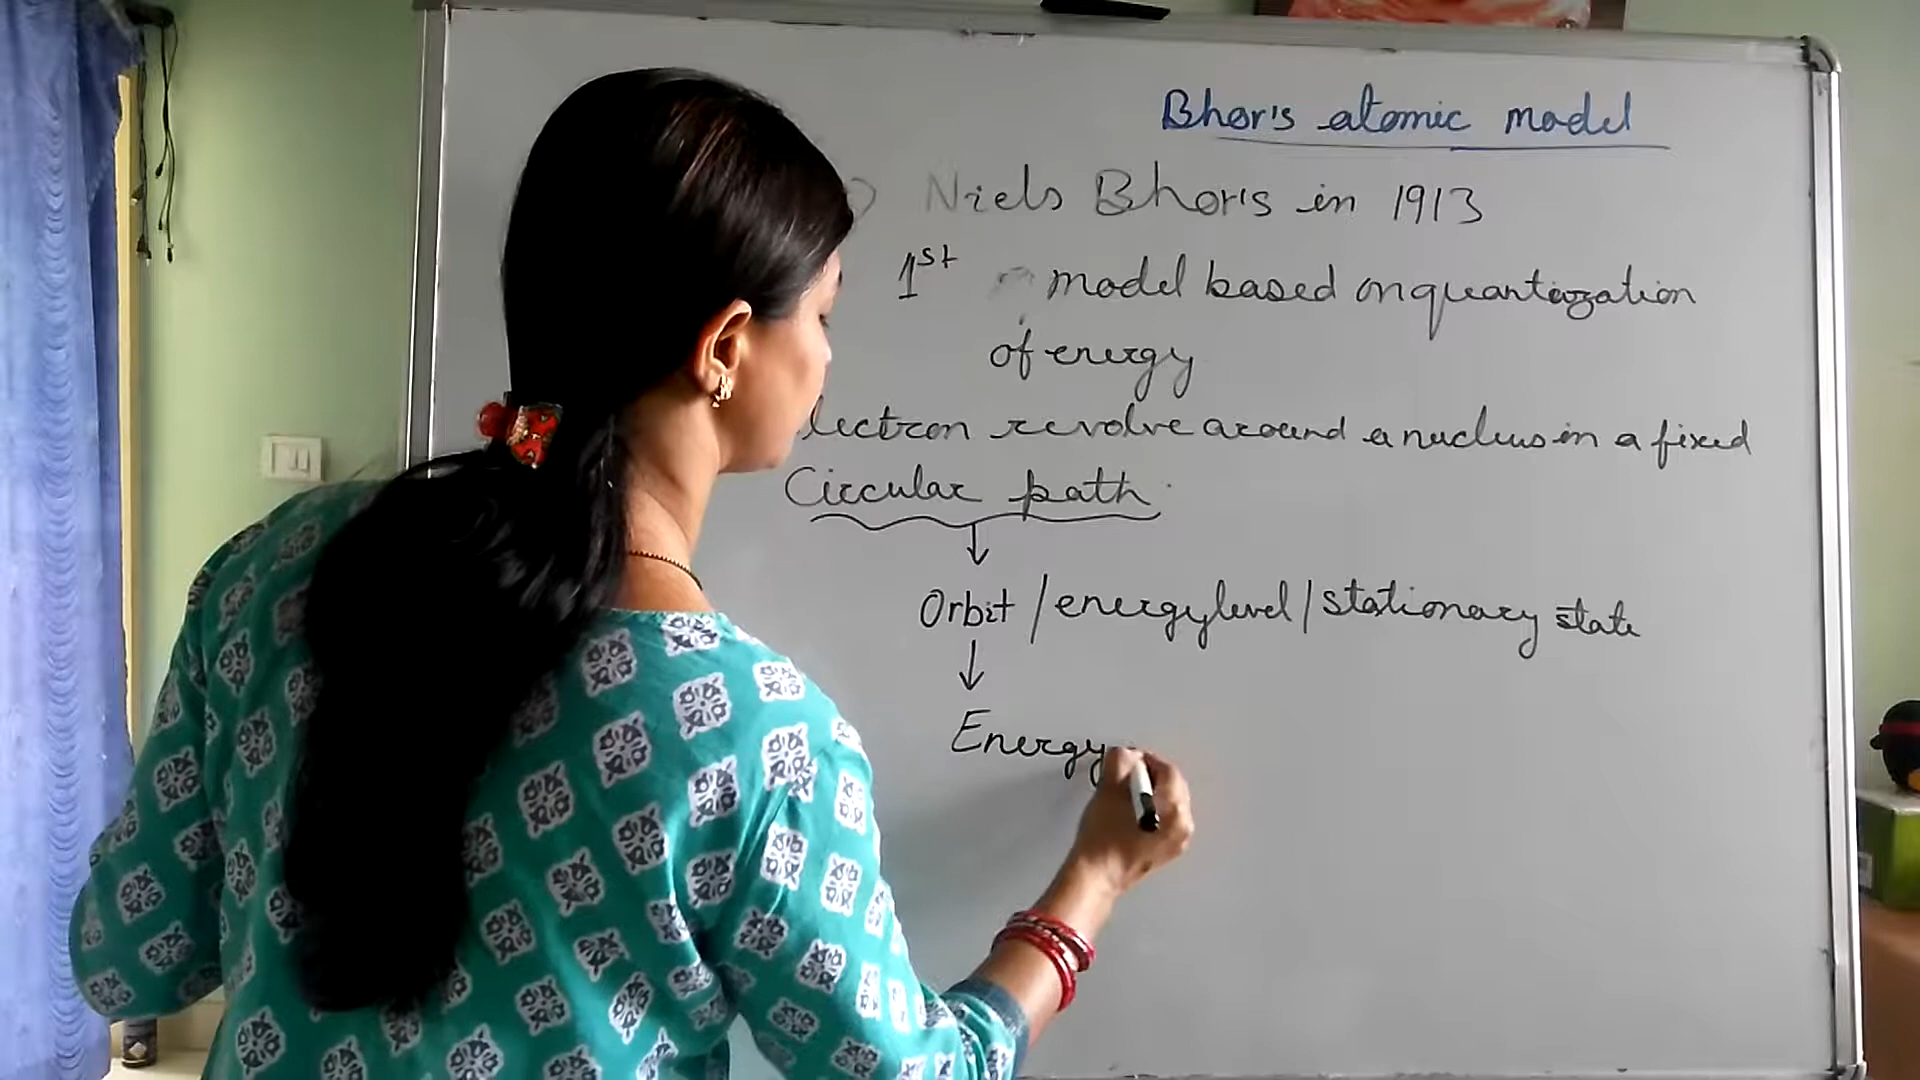 Bhor's atomic model
Niels Bhor's in 1913
1st model based on quantization
of energy
lectron revolve around a nucleus in a fixed
Circular path
Orbit / energy level / stationary state
Energy